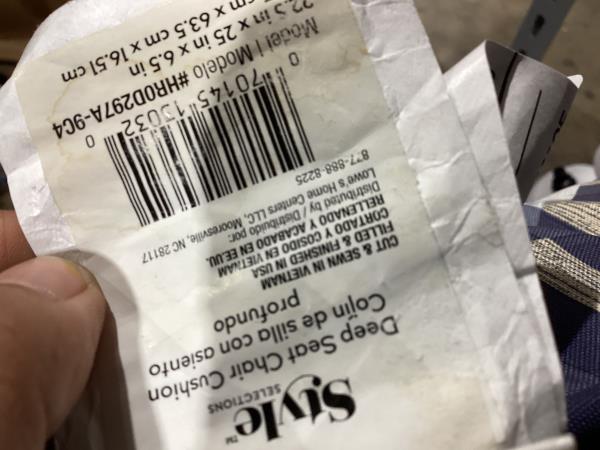 Style™
SELECTIONS
Deep Seat Chair Cushion
Cojín de silla con asiento
profundo
CUT & SEWN IN VIETNAM
FILLED & FINISHED IN USA
CORTADO Y COSIDO EN VIETNAM
RELLENADO Y ACABADO EN EE.UU.
Distributed by / Distribuido por:
Lowe's Home Centers LLC, Mooresville, NC 28117
877-888-8225
0 70145 15032 0
Model | Modelo #HR0D297A-9C4
22.5 in x 25 in x 6.5 in
cm x 63.5 cm x 16.51 cm